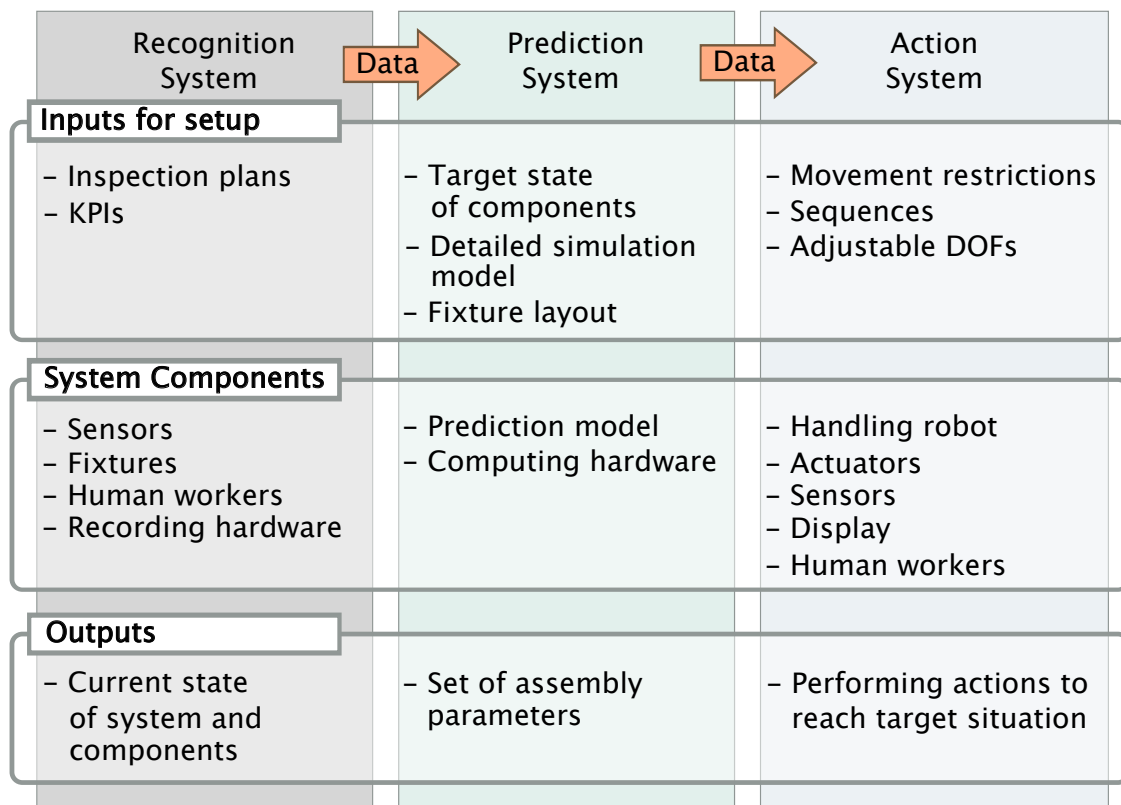 Recognition
System
Data
Prediction
System
Data
Action
System
Inputs for setup
– Inspection plans
– KPIs
– Target state
of components
– Detailed simulation
model
– Fixture layout
– Movement restrictions
– Sequences
– Adjustable DOFs
System Components
– Sensors
– Fixtures
– Human workers
– Recording hardware
– Prediction model
– Computing hardware
– Handling robot
– Actuators
– Sensors
– Display
– Human workers
Outputs
– Current state
of system and
components
– Set of assembly
parameters
– Performing actions to
reach target situation